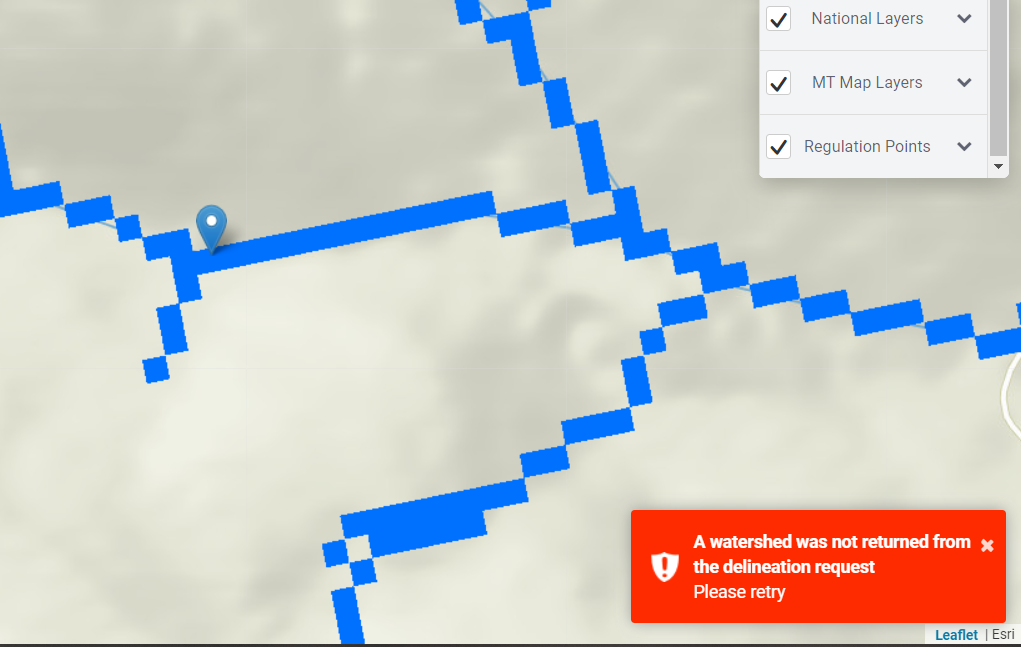 National Layers
MT Map Layers
Regulation Points
A watershed was not returned from
the delineation request
Please retry
Leaflet | Esri